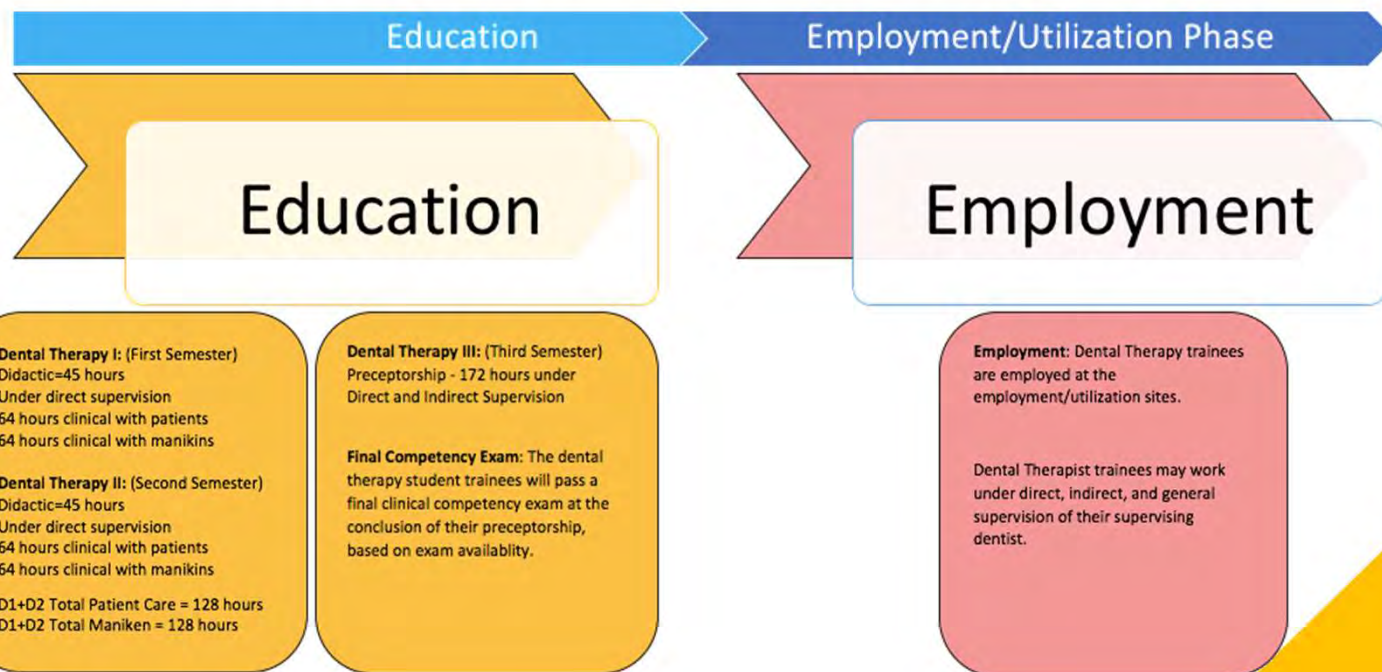 Education
Employment/Utilization Phase
Education
Employment
Dental Therapy I: (First Semester)
Didactic=45 hours
Under direct supervision
64 hours clinical with patients
64 hours clinical with manikins
Dental Therapy II: (Second Semester)
Didactic=45 hours
Under direct supervision
64 hours clinical with patients
64 hours clinical with manikins
D1+D2 Total Patient Care = 128 hours
D1+D2 Total Maniken = 128 hours
Dental Therapy III: (Third Semester)
Preceptorship - 172 hours under
Direct and Indirect Supervision
Final Competency Exam: The dental
therapy student trainees will pass a
final clinical competency exam at the
conclusion of their preceptorship,
based on exam availablity.
Employment: Dental Therapy trainees
are employed at the
employment/utilization sites.
Dental Therapist trainees may work
under direct, indirect, and general
supervision of their supervising
dentist.